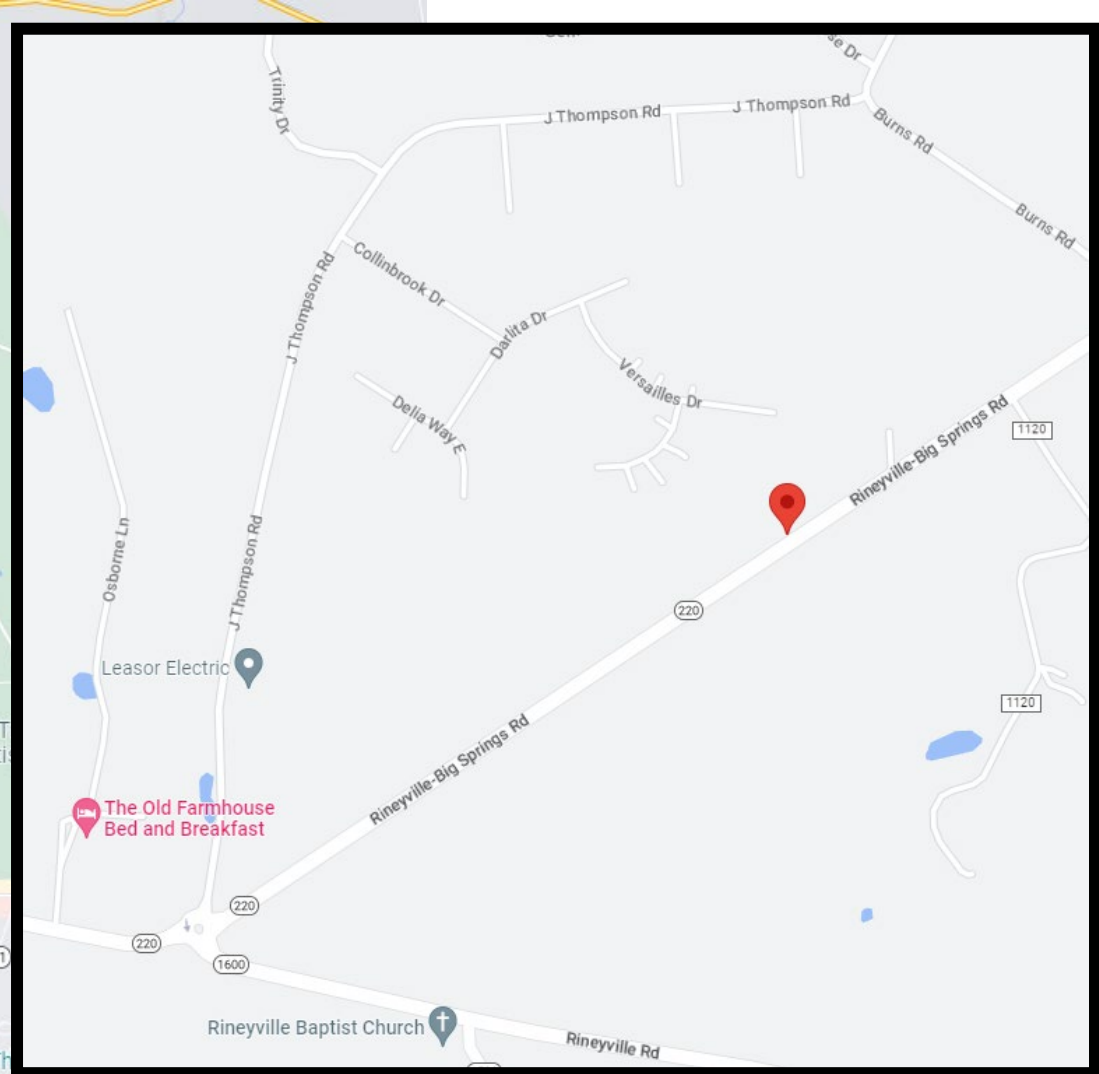 se Dr
Trinity Dr
J Thompson Rd
J Thompson Rd
Burns Rd
Burns Rd
Collinbrook Dr
J Thompson Rd
Darlita Dr
Versailles Dr
Delia Way E
Rineyville-Big Springs Rd
1120
Osborne Ln
J Thompson Rd
220
Leasor Electric
1120
Rineyville-Big Springs Rd
The Old Farmhouse
Bed and Breakfast
220
220
1600
Rineyville Baptist Church
Rineyville Rd